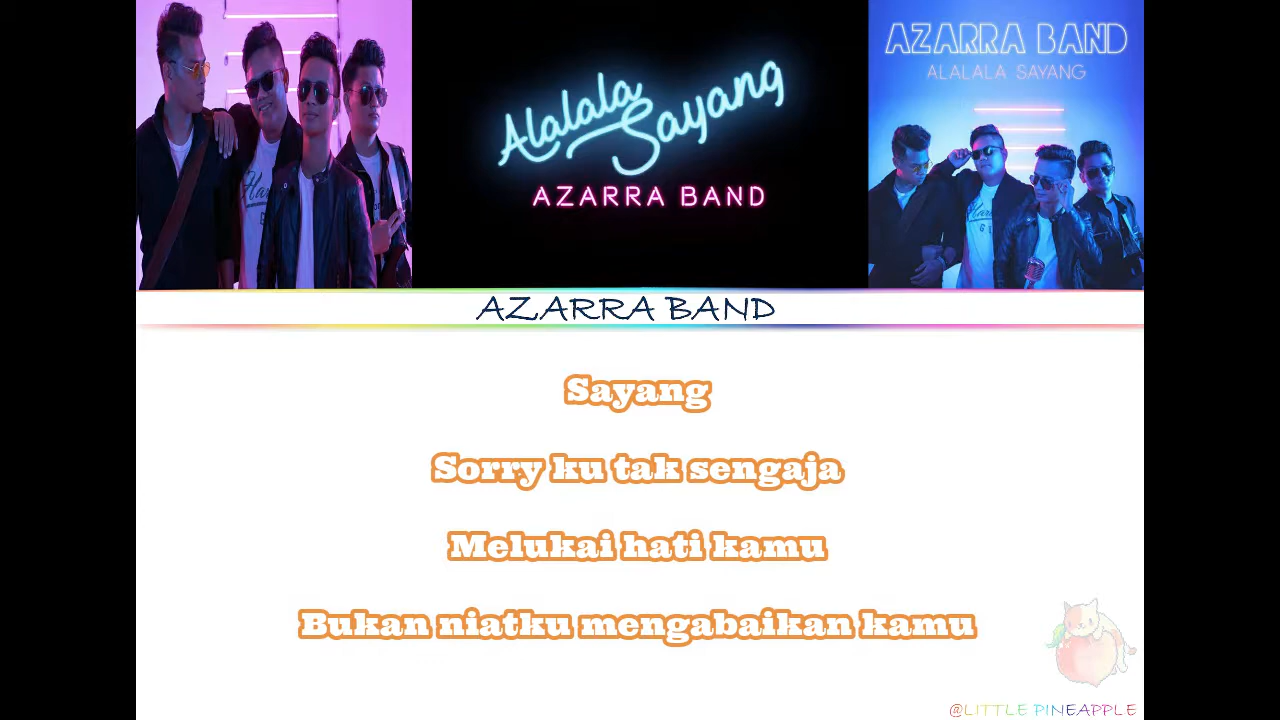 Alalala Sayang
AZARRA BAND
AZARRA BAND
ALALALA SAYANG
AZARRA BAND
Sayang
Sorry ku tak sengaja
Melukai hati kamu
Bukan niatku mengabaikan kamu
@LITTLE PINEAPPLE